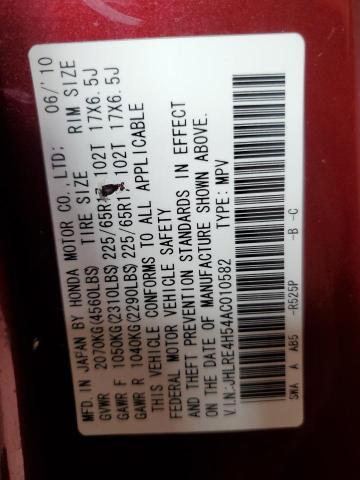 MFD. IN JAPAN BY HONDA MOTOR CO.,LTD: 06/'10
GVWR 2070KG(4560LBS) TIRE SIZE RIM SIZE
GAWR F 1050KG(2310LBS) 225/65R17 102T 17X6.5J
GAWR R 1040KG(2290LBS) 225/65R17 102T 17X6.5J
THIS VEHICLE CONFORMS TO ALL APPLICABLE
FEDERAL MOTOR VEHICLE SAFETY
AND THEFT PREVENTION STANDARDS IN EFFECT
ON THE DATE OF MANUFACTURE SHOWN ABOVE.
V.I.N:JHLRE4H54AC010582 TYPE: MPV
SWA A AB5 -R525P -B -C